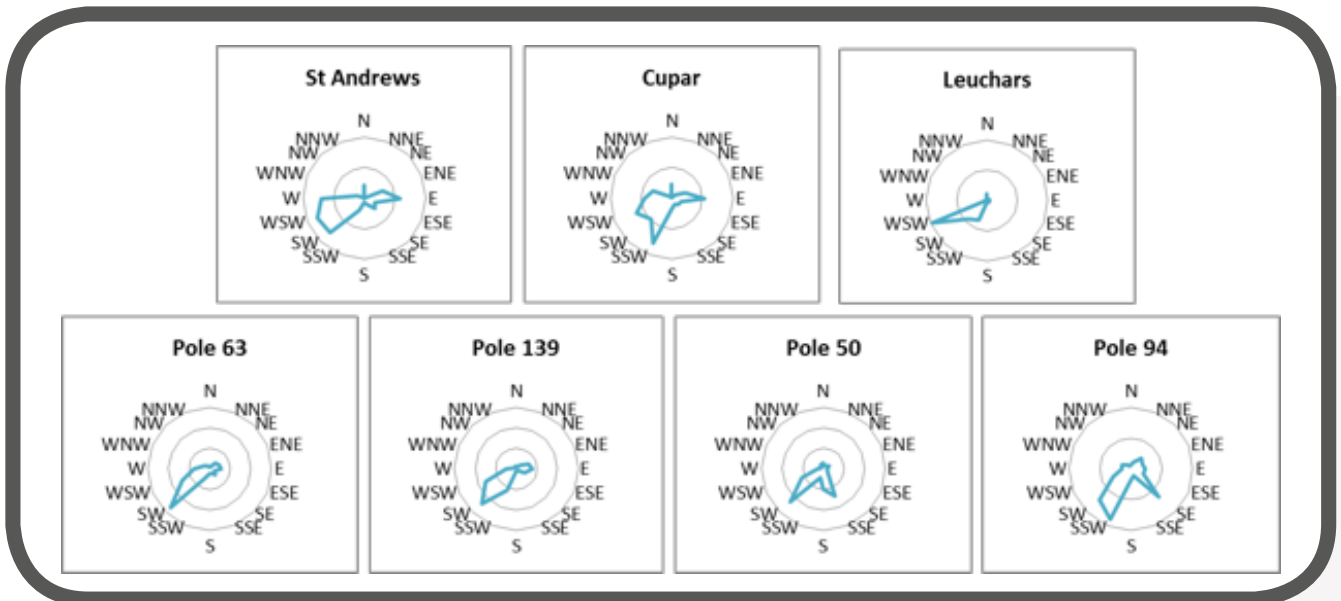 St Andrews
N
NNW NNE
NW NE
WNW ENE
W E
WSW ESE
SW SE
SSW SSE
S
Cupar
N
NNW NNE
NW NE
WNW ENE
W E
WSW ESE
SW SE
SSW SSE
S
Leuchars
N
NNW NNE
NW NE
WNW ENE
W E
WSW ESE
SW SE
SSW SSE
S
Pole 63
N
NNW NNE
NW NE
WNW ENE
W E
WSW ESE
SW SE
SSW SSE
S
Pole 139
N
NNW NNE
NW NE
WNW ENE
W E
WSW ESE
SW SE
SSW SSE
S
Pole 50
N
NNW NNE
NW NE
WNW ENE
W E
WSW ESE
SW SE
SSW SSE
S
Pole 94
N
NNW NNE
NW NE
WNW ENE
W E
WSW ESE
SW SE
SSW SSE
S